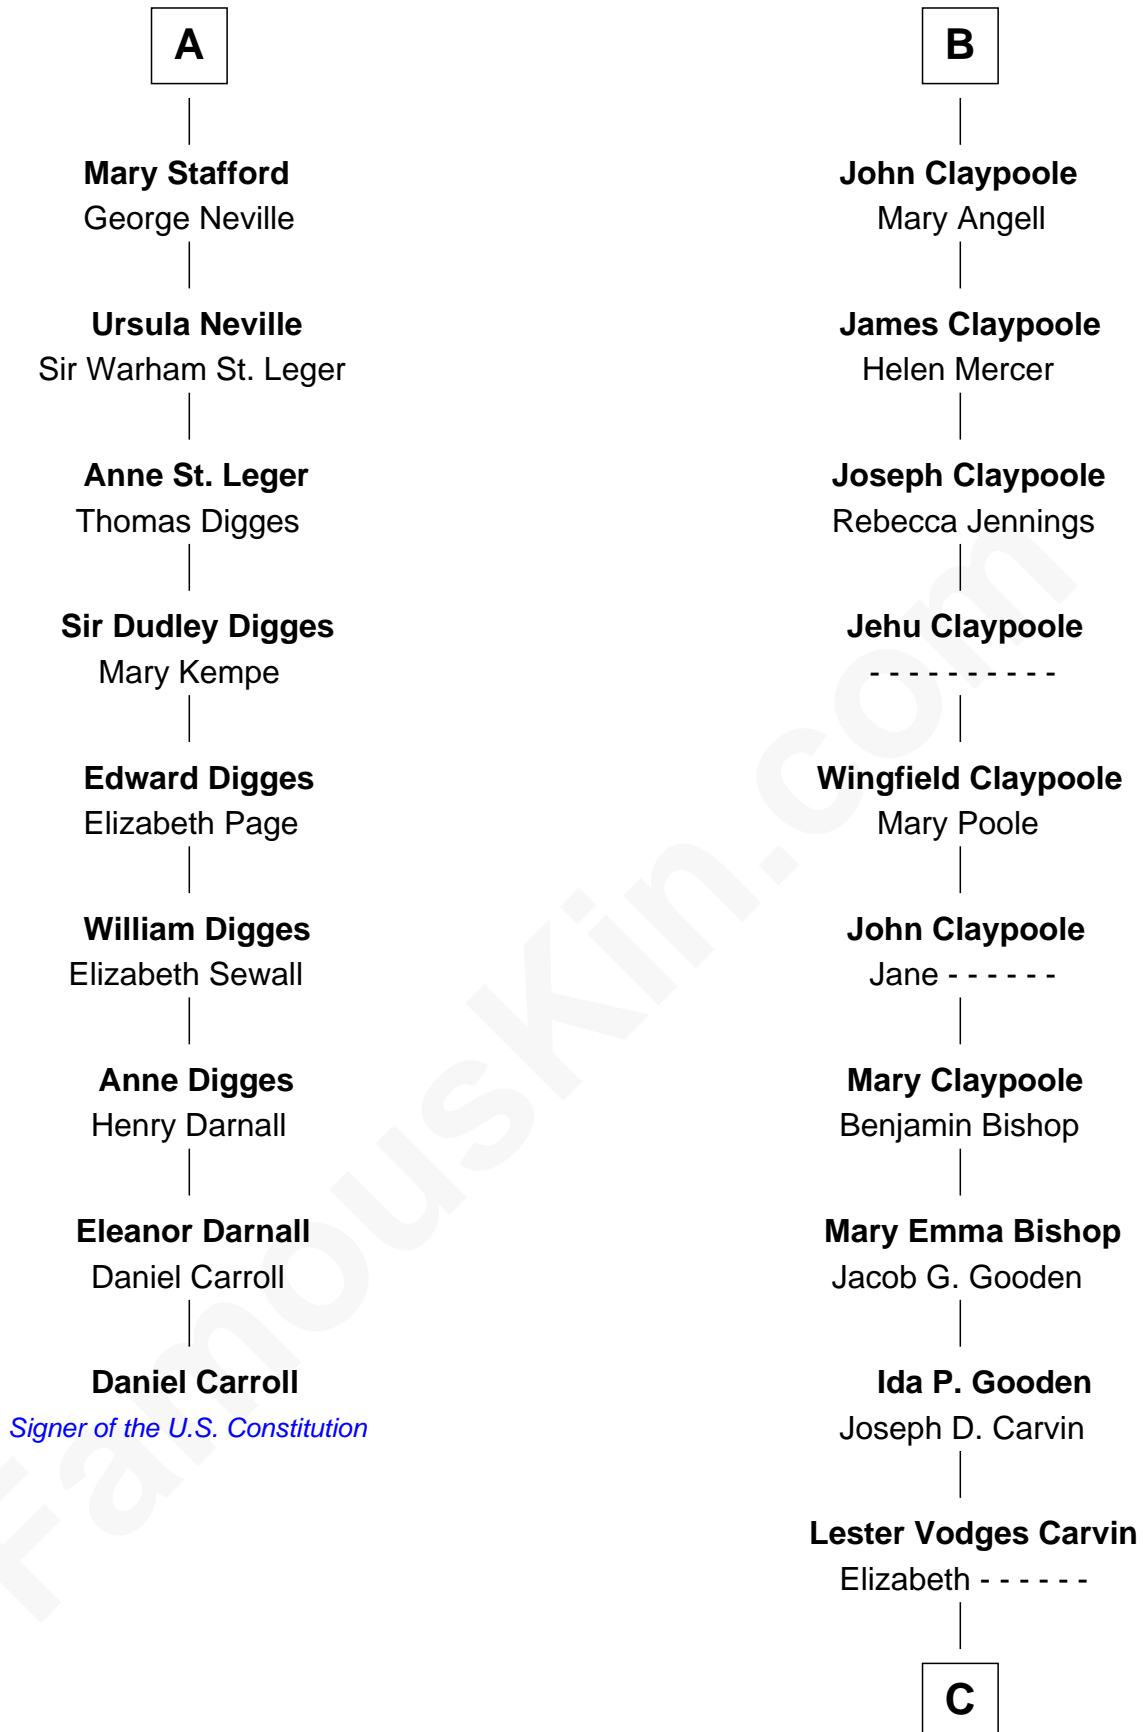 A
Mary Stafford
George Neville
Ursula Neville
Sir Warham St. Leger
Anne St. Leger
Thomas Digges
Sir Dudley Digges
Mary Kempe
Edward Digges
Elizabeth Page
William Digges
Elizabeth Sewall
Anne Digges
Henry Darnall
Eleanor Darnall
Daniel Carroll
Daniel Carroll
Signer of the U.S. Constitution
B
John Claypoole
Mary Angell
James Claypoole
Helen Mercer
Joseph Claypoole
Rebecca Jennings
Jehu Claypoole
- - - - - - - - - -
Wingfield Claypoole
Mary Poole
John Claypoole
Jane - - - - - -
Mary Claypoole
Benjamin Bishop
Mary Emma Bishop
Jacob G. Gooden
Ida P. Gooden
Joseph D. Carvin
Lester Vodges Carvin
Elizabeth - - - - - -
C
FamousKin.com